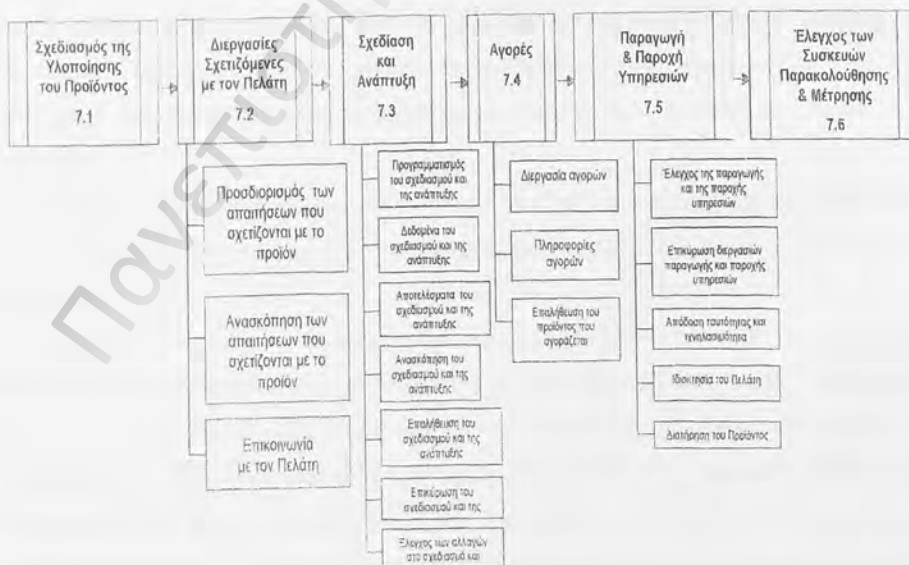 Σχεδιασμός της
Υλοποίησης
του Προϊόντος
7.1
Διεργασίες
Σχετιζόμενες
με τον Πελάτη
7.2
Σχεδίαση
και
Ανάπτυξη
7.3
Αγορές
7.4
Παραγωγή
& Παροχή
Υπηρεσιών
7.5
Έλεγχος των
Συσκευών
Παρακολούθησης
& Μέτρησης
7.6
Προσδιορισμός των
απαιτήσεων που
σχετίζονται με το
προϊόν
Ανασκόπηση των
απαιτήσεων που
σχετίζονται με το
προϊόν
Επικοινωνία
με τον Πελάτη
Προγραμματισμός
του σχεδιασμού και
της ανάπτυξης
Δεδομένα του
σχεδιασμού και της
ανάπτυξης
Αποτελέσματα του
σχεδιασμού και της
ανάπτυξης
Ανασκόπηση του
σχεδιασμού και της
ανάπτυξης
Επαλήθευση του
σχεδιασμού και της
ανάπτυξης
Επικύρωση του
σχεδιασμού και της
Έλεγχος των αλλαγών
στο σχεδιασμό και
Διεργασία αγορών
Πληροφορίες
αγορών
Επαλήθευση του
προϊόντος που
αγοράζεται
Έλεγχος της παραγωγής
και της παροχής
υπηρεσιών
Επικύρωση διεργασιών
παραγωγής και παροχής
υπηρεσιών
Απόδοση ταυτότητας και
ιχνηλασιμότητα
Ιδιοκτησία του Πελάτη
Διατήρηση του Προϊόντος